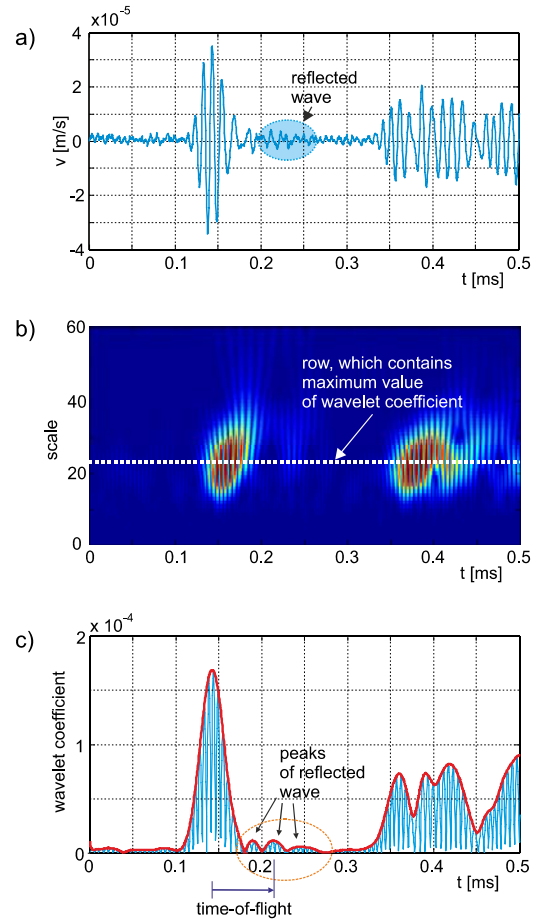 a)
x 10-5
4
2
0
-2
-4
v [m/s]
reflected
wave
0
0.1
0.2
0.3
0.4
0.5
t [ms]
b)
60
40
20
0
scale
row, which contains
maximum value
of wavelet coefficient
0
0.1
0.2
0.3
0.4
0.5
t [ms]
c)
x 10-4
2
1
0
wavelet coefficient
peaks
of reflected
wave
0
0.1
0.2
0.3
0.4
0.5
t [ms]
time-of-flight